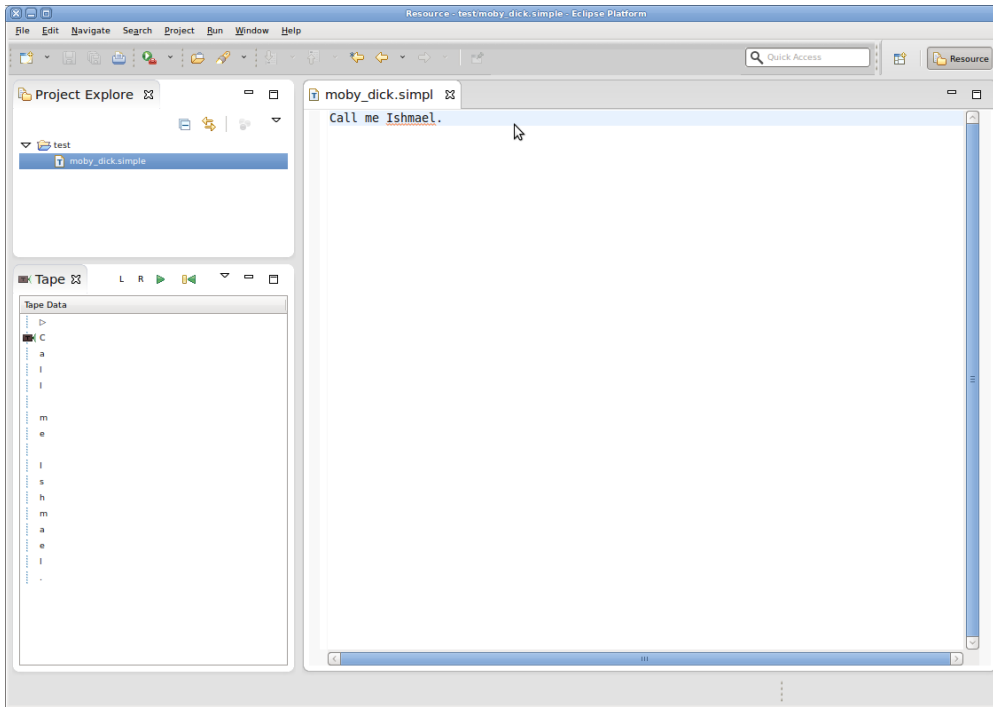 Resource - test/moby_dick.simple - Eclipse Platform
File Edit Navigate Search Project Run Window Help
Quick Access
Resource
Project Explore
test
moby_dick.simple
Tape
L R
Tape Data
▷
C
a
l
l
m
e
I
s
h
m
a
e
l
.
moby_dick.simpl
Call me Ishmael.